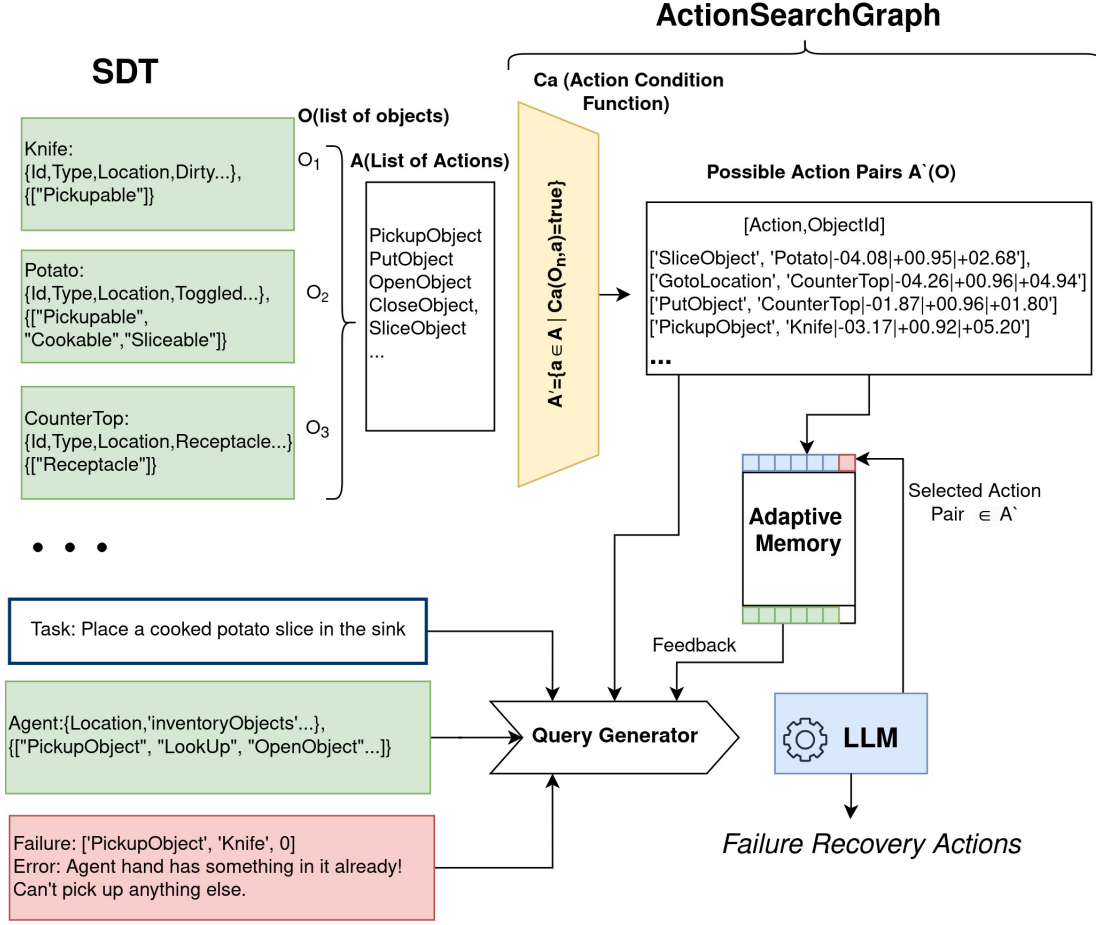 ActionSearchGraph
SDT
Ca (Action Condition
Function)
O(list of objects)
Knife:
{Id,Type,Location,Dirty...},
{["Pickupable"]}
O1
A(List of Actions)
Possible Action Pairs A`(O)
PickupObject
PutObject
OpenObject
CloseObject,
SliceObject
...
A'={a ∈ A | Ca(On,a)=true}
[Action,ObjectId]
['SliceObject', 'Potato|-04.08|+00.95|+02.68'],
['GotoLocation', 'CounterTop|-04.26|+00.96|+04.94']
['PutObject', 'CounterTop|-01.87|+00.96|+01.80']
['PickupObject', 'Knife|-03.17|+00.92|+05.20']
...
Potato:
{Id,Type,Location,Toggled...},
{["Pickupable",
"Cookable","Sliceable"]}
O2
CounterTop:
{Id,Type,Location,Receptacle...}
{["Receptacle"]}
O3
• • •
Adaptive
Memory
Selected Action
Pair ∈ A`
Task: Place a cooked potato slice in the sink
Feedback
Agent:{Location,'inventoryObjects'...},
{["PickupObject", "LookUp", "OpenObject"...]}
Query Generator
LLM
Failure: ['PickupObject', 'Knife', 0]
Error: Agent hand has something in it already!
Can't pick up anything else.
Failure Recovery Actions